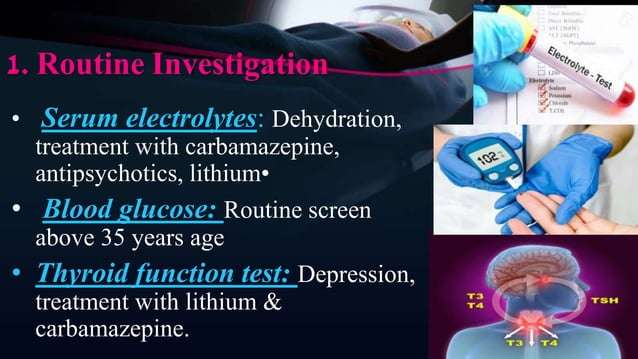 1. Routine Investigation
• Serum electrolytes: Dehydration,
treatment with carbamazepine,
antipsychotics, lithium•
• Blood glucose: Routine screen
above 35 years age
• Thyroid function test: Depression,
treatment with lithium &
carbamazepine.
Electrolyte
Sodium
Potassium
Chloride
Electrolyte - Test
102
T3
T4
TSH
T3 T4